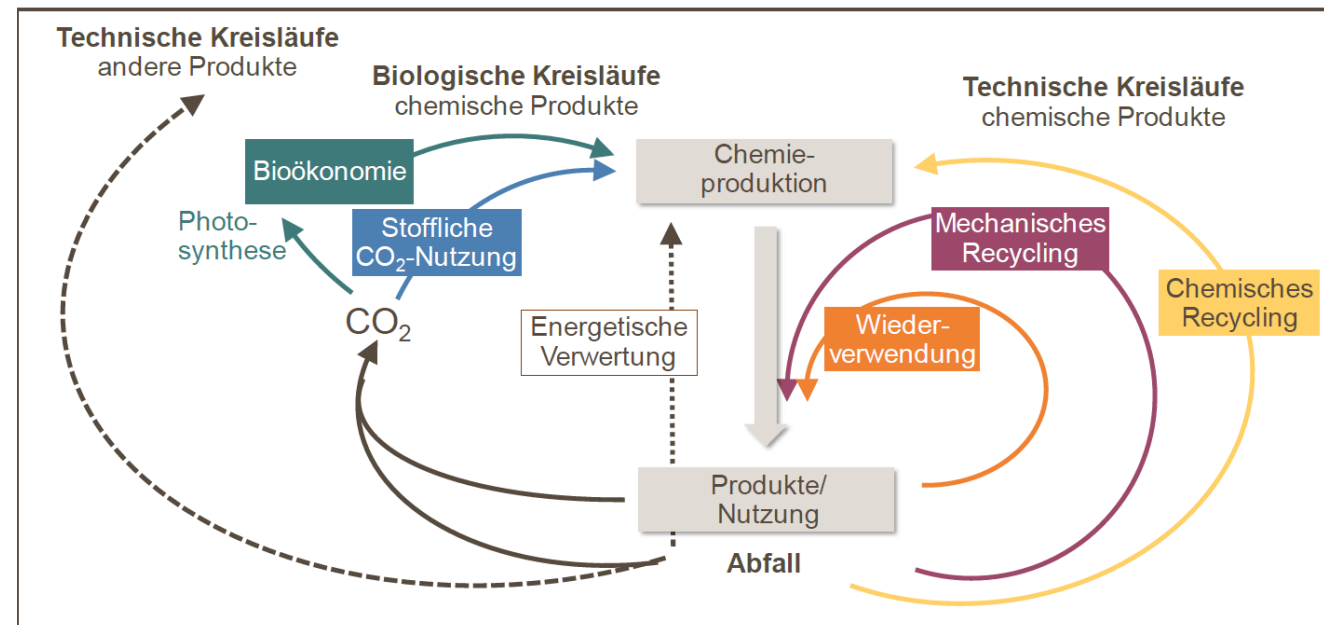 Technische Kreisläufe
andere Produkte
Biologische Kreisläufe
chemische Produkte
Technische Kreisläufe
chemische Produkte
Bioökonomie
Chemie-
produktion
Photo-
synthese
Stoffliche
CO₂-Nutzung
Mechanisches
Recycling
Chemisches
Recycling
CO₂
Energetische
Verwertung
Wieder-
verwendung
Produkte/
Nutzung
Abfall